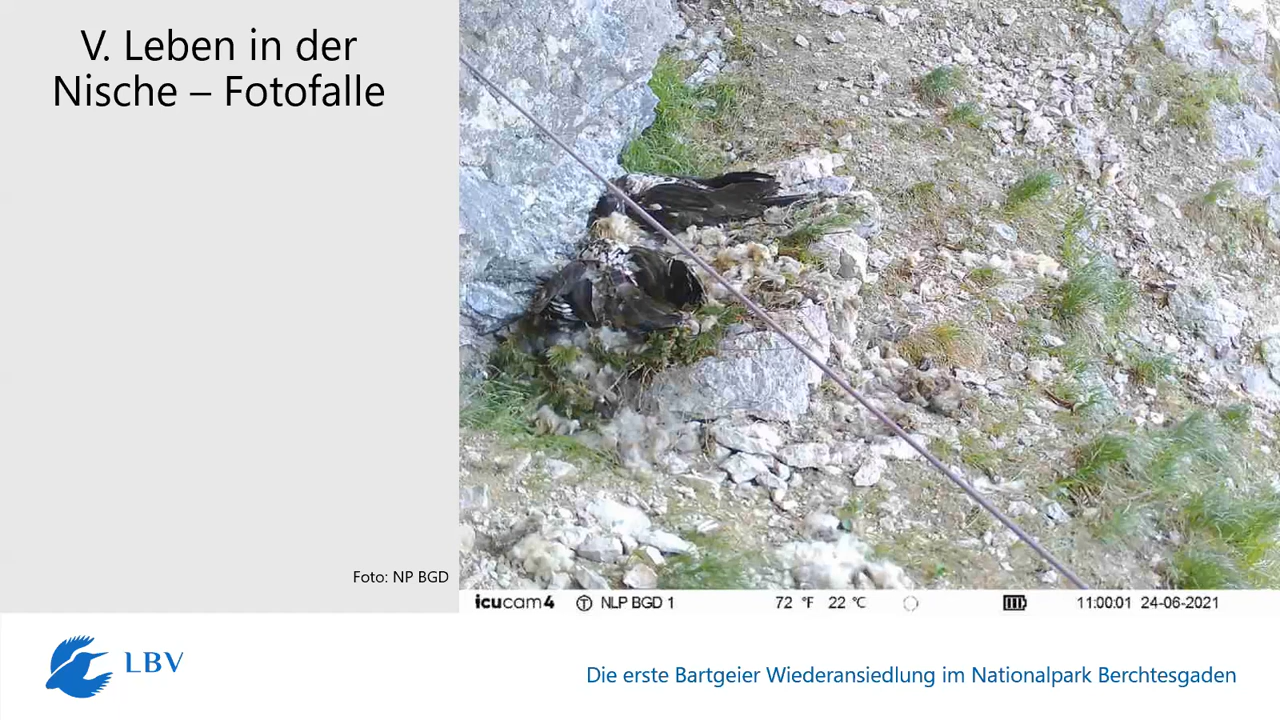 V. Leben in der
Nische – Fotofalle
Foto: NP BGD
icucam4 T NLP BGD 1 72 °F 22 °C 11:00:01 24-06-2021
LBV
Die erste Bartgeier Wiederansiedlung im Nationalpark Berchtesgaden